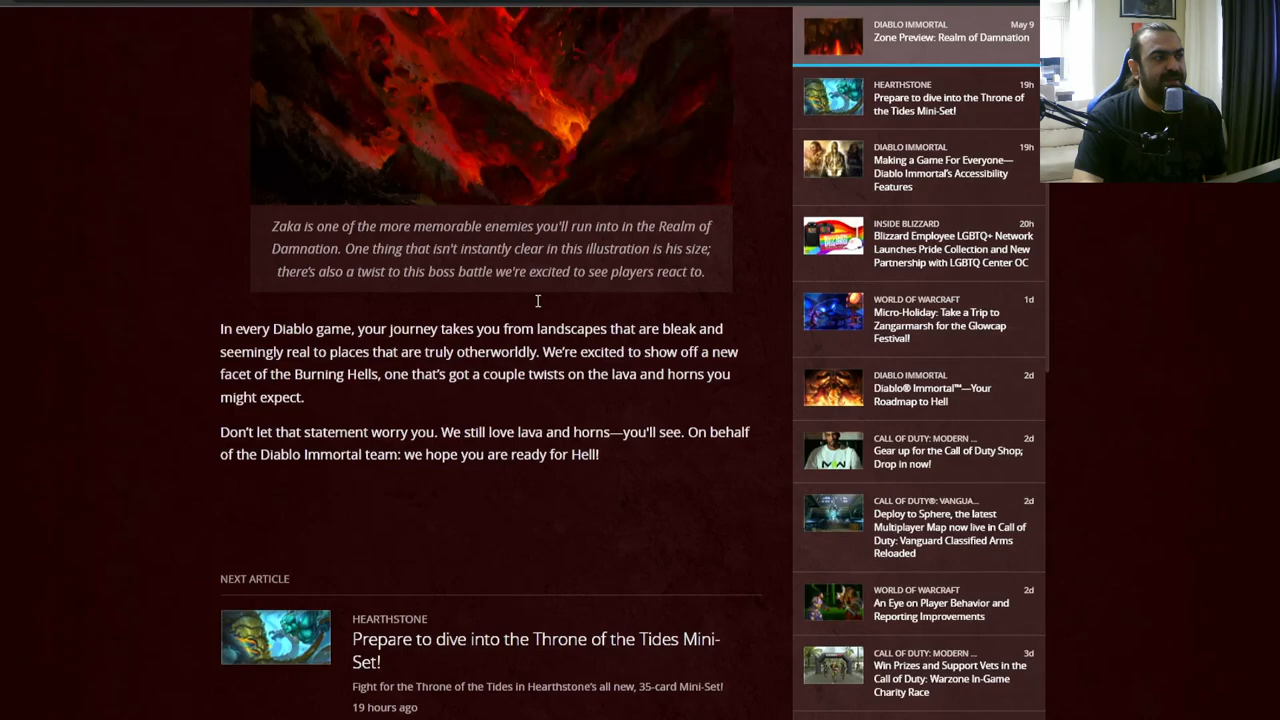 Zaka is one of the more memorable enemies you'll run into in the Realm of
Damnation. One thing that isn't instantly clear in this illustration is his size;
there's also a twist to this boss battle we're excited to see players react to.
In every Diablo game, your journey takes you from landscapes that are bleak and
seemingly real to places that are truly otherworldly. We're excited to show off a new
facet of the Burning Hells, one that's got a couple twists on the lava and horns you
might expect.
Don't let that statement worry you. We still love lava and horns—you'll see. On behalf
of the Diablo Immortal team: we hope you are ready for Hell!
NEXT ARTICLE
HEARTHSTONE
Prepare to dive into the Throne of the Tides Mini-
Set!
Fight for the Throne of the Tides in Hearthstone's all new, 35-card Mini-Set!
19 hours ago
DIABLO IMMORTAL May 9
Zone Preview: Realm of Damnation
HEARTHSTONE 19h
Prepare to dive into the Throne of
the Tides Mini-Set!
DIABLO IMMORTAL 19h
Making a Game For Everyone—
Diablo Immortal's Accessibility
Features
INSIDE BLIZZARD 20h
Blizzard Employee LGBTQ+ Network
Launches Pride Collection and New
Partnership with LGBTQ Center OC
WORLD OF WARCRAFT 1d
Micro-Holiday: Take a Trip to
Zangarmarsh for the Glowcap
Festival!
DIABLO IMMORTAL 2d
Diablo® Immortal™—Your
Roadmap to Hell
CALL OF DUTY: MODERN ... 2d
Gear up for the Call of Duty Shop;
Drop in now!
CALL OF DUTY®: VANGUA... 2d
Deploy to Sphere, the latest
Multiplayer Map now live in Call of
Duty: Vanguard Classified Arms
Reloaded
WORLD OF WARCRAFT 2d
An Eye on Player Behavior and
Reporting Improvements
CALL OF DUTY: MODERN ... 3d
Win Prizes and Support Vets in the
Call of Duty: Warzone In-Game
Charity Race